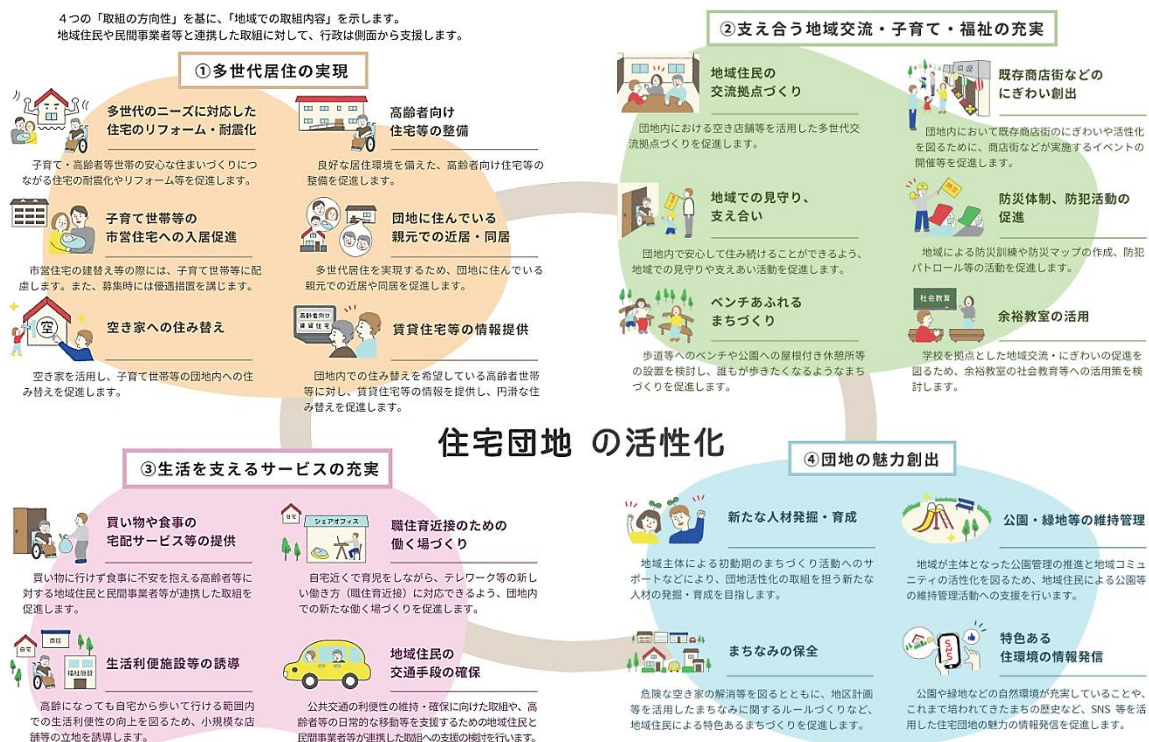 ４つの「取組の方向性」を基に、「地域での取組内容」を示します。
地域住民や民間事業者等と連携した取組に対して、行政は側面から支援します。
①多世代居住の実現
多世代のニーズに対応した
住宅のリフォーム・耐震化
子育て・高齢者等世帯の安心な住まいづくりにつ
ながる住宅の耐震化やリフォーム等を促進します。
高齢者向け
住宅等の整備
良好な居住環境を備えた、高齢者向け住宅等の
整備を促進します。
子育て世帯等の
市営住宅への入居促進
市営住宅の建替え等の際には、子育て世帯等に配
慮します。また、募集時には優遇措置を講じます。
団地に住んでいる
親元での近居・同居
多世代居住を実現するため、団地に住んでいる
親元での近居や同居を促進します。
空
空き家への住み替え
空き家を活用し、子育て世帯等の団地内への住
み替えを促進します。
高齢者向け
賃貸住宅
賃貸住宅等の情報提供
団地内での住み替えを希望している高齢者世帯
等に対し、賃貸住宅等の情報を提供し、円滑な住
み替えを促進します。
②支え合う地域交流・子育て・福祉の充実
地域住民の
交流拠点づくり
団地内における空き店舗等を活用した多世代交
流拠点づくりを促進します。
既存商店街などの
にぎわい創出
団地内において既存商店街のにぎわいや活性化
を図るために、商店街などが実施するイベントの
開催等を促進します。
地域での見守り、
支え合い
団地内で安心して住み続けることができるよう、
地域での見守りや支えあい活動を促進します。
防災体制、防犯活動の
促進
地域による防災訓練や防災マップの作成、防犯
パトロール等の活動を促進します。
ベンチあふれる
まちづくり
歩道等へのベンチや公園への屋根付き休憩所等
の設置を検討し、誰もが歩きたくなるようなまち
づくりを促進します。
社会教育
余裕教室の活用
学校を拠点とした地域交流・にぎわいの促進を
図るため、余裕教室の社会教育等への活用策を検
討します。
住宅団地 の活性化
③生活を支えるサービスの充実
買い物や食事の
宅配サービス等の提供
買い物に行けず食事に不安を抱える高齢者等に
対する地域住民と民間事業者等が連携した取組を
促進します。
自宅
シェアオフィス
職住育近接のための
働く場づくり
自宅近くで育児をしながら、テレワーク等の新し
い働き方（職住育近接）に対応できるよう、団地内
での新たな働く場づくりを促進します。
自宅
商店
福祉施設
生活利便施設等の誘導
高齢になっても自宅から歩いて行ける範囲内
での生活利便性の向上を図るため、小規模な店
舗等の立地を誘導します。
地域住民の
交通手段の確保
公共交通の利便性の維持・確保に向けた取組や、高
齢者等の日常的な移動等を支援するための地域住民と
民間事業者等が連携した取組への支援の検討を行います。
④団地の魅力創出
新たな人材発掘・育成
地域主体による初動期のまちづくり活動へのサ
ポートなどにより、団地活性化の取組を担う新たな
人材の発掘・育成を目指します。
公園・緑地等の維持管理
地域が主体となった公園管理の推進と地域コミュ
ニティの活性化を図るため、地域住民による公園等
の維持管理活動への支援を行います。
まちなみの保全
危険な空き家の解消等を図るとともに、地区計画
等を活用したまちなみに関するルールづくりなど、
地域住民による特色あるまちづくりを促進します。
SNS
特色ある
住環境の情報発信
公園や緑地などの自然環境が充実していることや、
これまで培われてきたまちの歴史など、SNS 等を活
用した住宅団地の魅力の情報発信を促進します。